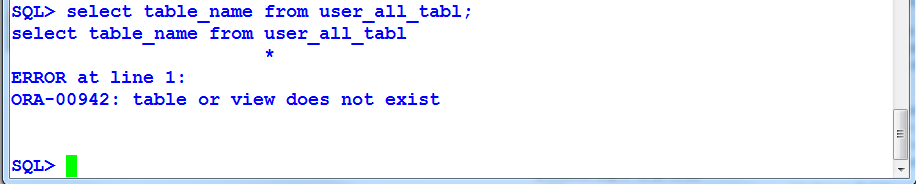 SQL> select table_name from user_all_tabl;
select table_name from user_all_tabl
*
ERROR at line 1:
ORA-00942: table or view does not exist
SQL>